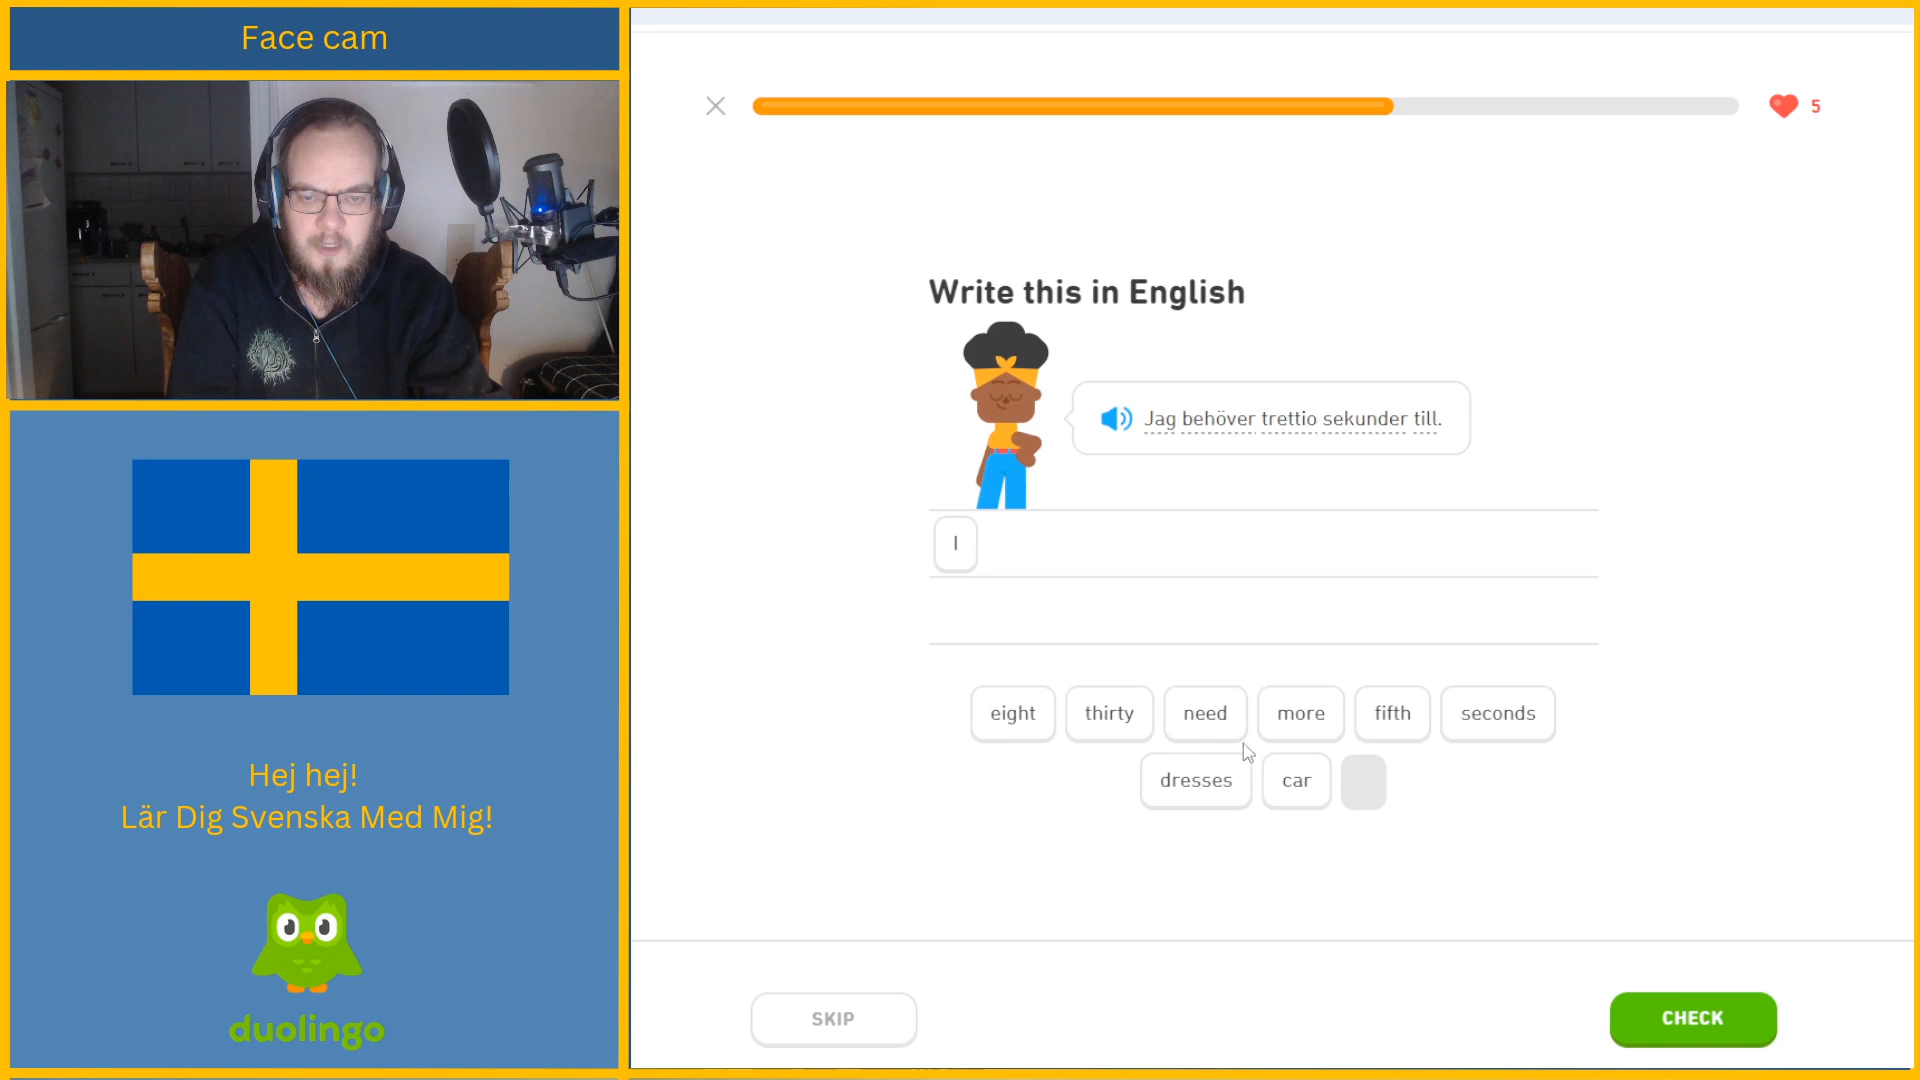 Face cam
5
Write this in English
Jag behöver trettio sekunder till.
I
eight thirty need more fifth seconds
dresses car
Hej hej!
Lär Dig Svenska Med Mig!
duolingo
SKIP
CHECK